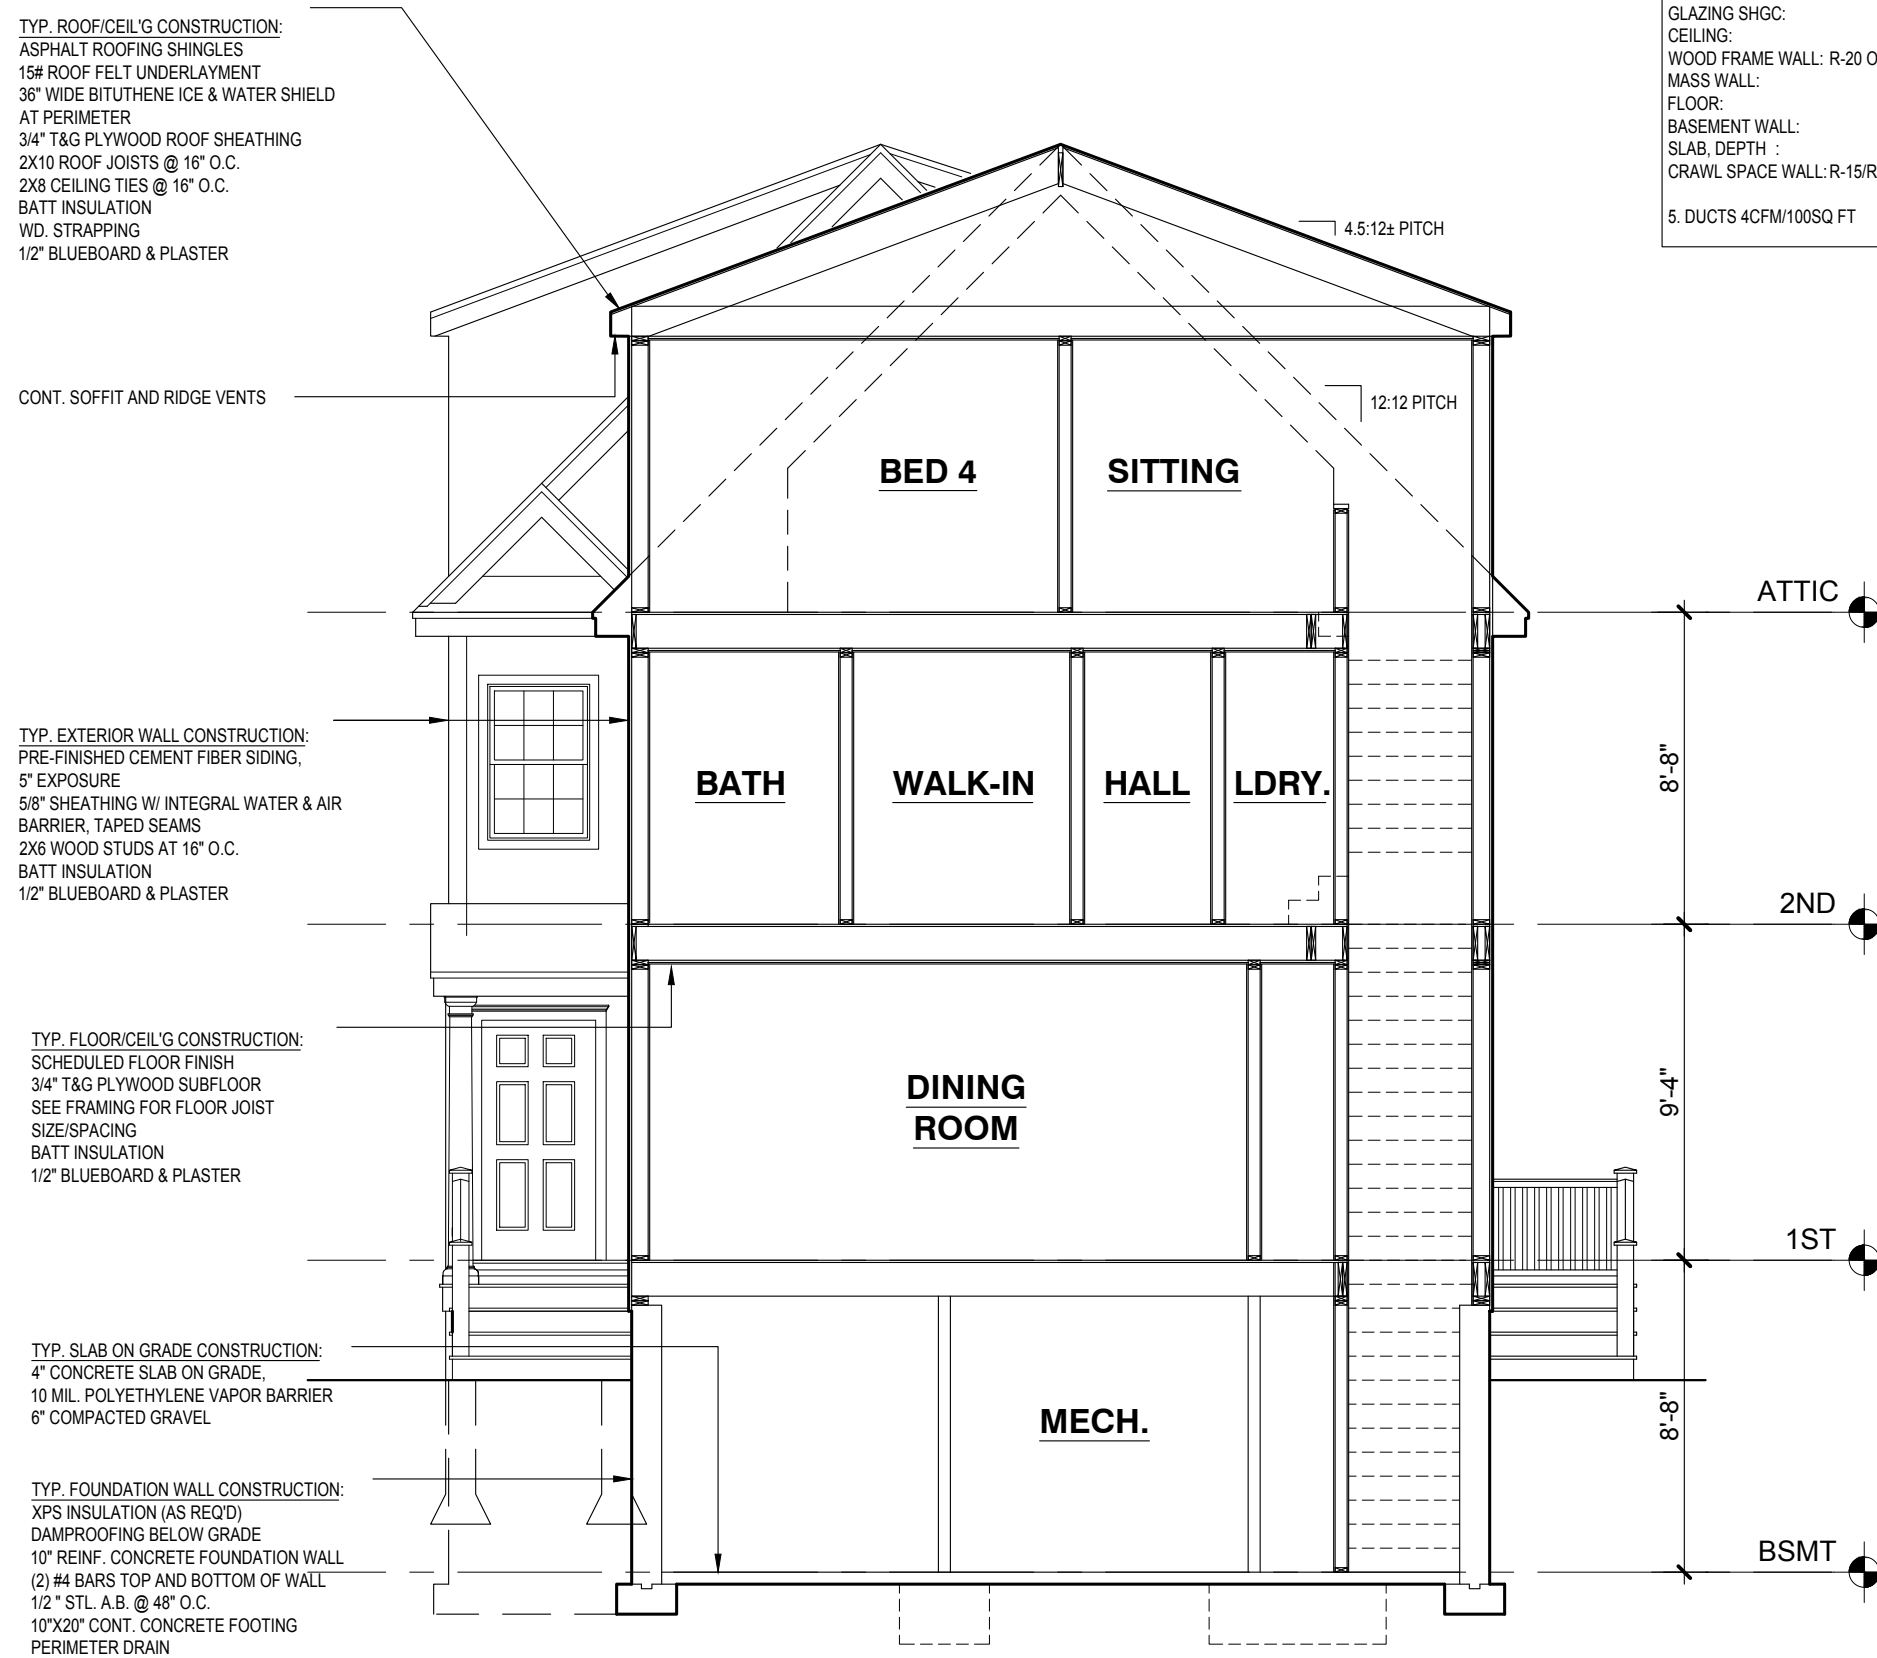 TYP. ROOF/CEIL'G CONSTRUCTION:
ASPHALT ROOFING SHINGLES
15# ROOF FELT UNDERLAYMENT
36" WIDE BITUTHENE ICE & WATER SHIELD
AT PERIMETER
3/4" T&G PLYWOOD ROOF SHEATHING
2X10 ROOF JOISTS @ 16" O.C.
2X8 CEILING TIES @ 16" O.C.
BATT INSULATION
WD. STRAPPING
1/2" BLUEBOARD & PLASTER
GLAZING SHGC:
CEILING:
WOOD FRAME WALL: R-20 O
MASS WALL:
FLOOR:
BASEMENT WALL:
SLAB, DEPTH :
CRAWL SPACE WALL: R-15/R
5. DUCTS 4CFM/100SQ FT
4.5:12± PITCH
CONT. SOFFIT AND RIDGE VENTS
12:12 PITCH
BED 4
SITTING
ATTIC
TYP. EXTERIOR WALL CONSTRUCTION:
PRE-FINISHED CEMENT FIBER SIDING,
5" EXPOSURE
5/8" SHEATHING W/ INTEGRAL WATER & AIR
BARRIER, TAPED SEAMS
2X6 WOOD STUDS AT 16" O.C.
BATT INSULATION
1/2" BLUEBOARD & PLASTER
BATH
WALK-IN
HALL
LDRY.
8'-8"
2ND
TYP. FLOOR/CEIL'G CONSTRUCTION:
SCHEDULED FLOOR FINISH
3/4" T&G PLYWOOD SUBFLOOR
SEE FRAMING FOR FLOOR JOIST
SIZE/SPACING
BATT INSULATION
1/2" BLUEBOARD & PLASTER
DINING
ROOM
9'-4"
1ST
TYP. SLAB ON GRADE CONSTRUCTION:
4" CONCRETE SLAB ON GRADE,
10 MIL. POLYETHYLENE VAPOR BARRIER
6" COMPACTED GRAVEL
MECH.
8'-8"
TYP. FOUNDATION WALL CONSTRUCTION:
XPS INSULATION (AS REQ'D)
DAMPROOFING BELOW GRADE
10" REINF. CONCRETE FOUNDATION WALL
(2) #4 BARS TOP AND BOTTOM OF WALL
1/2 " STL. A.B. @ 48" O.C.
10"X20" CONT. CONCRETE FOOTING
PERIMETER DRAIN
BSMT